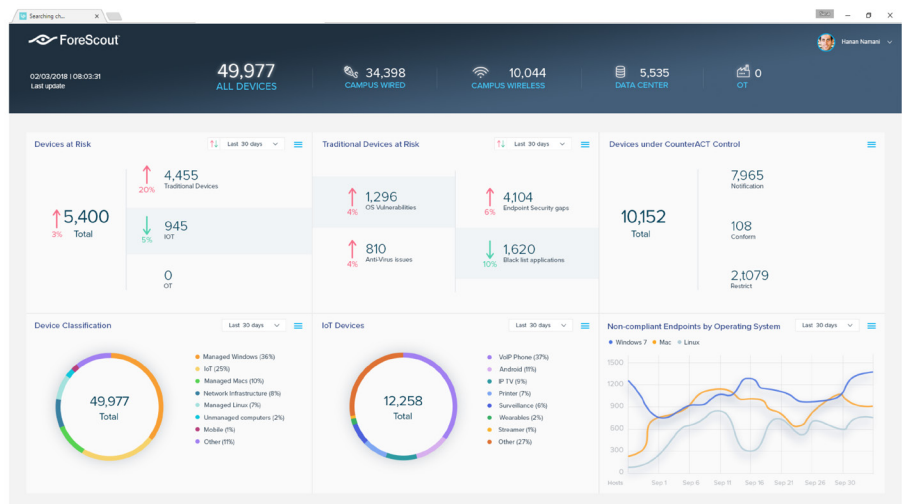 Searching ch...
ForeScout
Hanan Namani
02/03/2018 | 08:03:31
Last update
49,977
ALL DEVICES
34,398
CAMPUS WIRED
10,044
CAMPUS WIRELESS
5,535
DATA CENTER
0
OT
Devices at Risk
Last 30 days
5,400
3% Total
20%
4,455
Traditional Devices
5%
945
IOT
0
OT
Traditional Devices at Risk
Last 30 days
4%
1,296
OS Vulnerabilities
6%
4,104
Endpoint Security gaps
4%
810
Anti-Virus issues
10%
1,620
Black list applications
Devices under CounterACT Control
10,152
Total
7,965
Notification
108
Conform
2,t079
Restrict
Device Classification
Last 30 days
49,977
Total
Managed Windows (36%)
IoT (25%)
Managed Macs (10%)
Network Infrastructure (8%)
Managed Linux (7%)
Unmanaged computers (2%)
Mobile (1%)
Other (11%)
IoT Devices
Last 30 days
12,258
Total
VoIP Phone (37%)
Android (11%)
IP TV (9%)
Printer (7%)
Surveillance (6%)
Wearables (2%)
Streamer (1%)
Other (27%)
Non-compliant Endpoints by Operating System
Last 30 days
Windows 7 Mac Linux
1500
1200
900
600
300
0
Sep 1 Sep 6 Sep 11 Sep 16 Sep 21 Sep 26 Sep 30